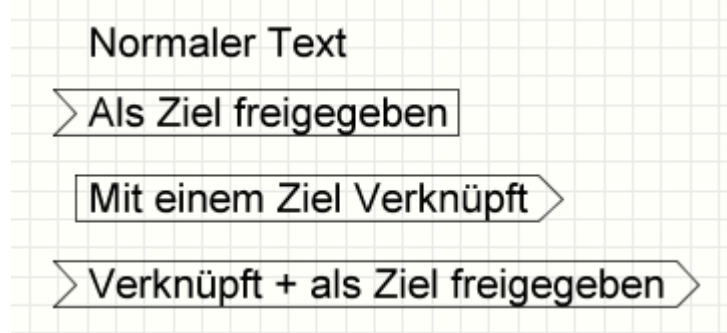 Normaler Text
Als Ziel freigegeben
Mit einem Ziel Verknüpft
Verknüpft + als Ziel freigegeben